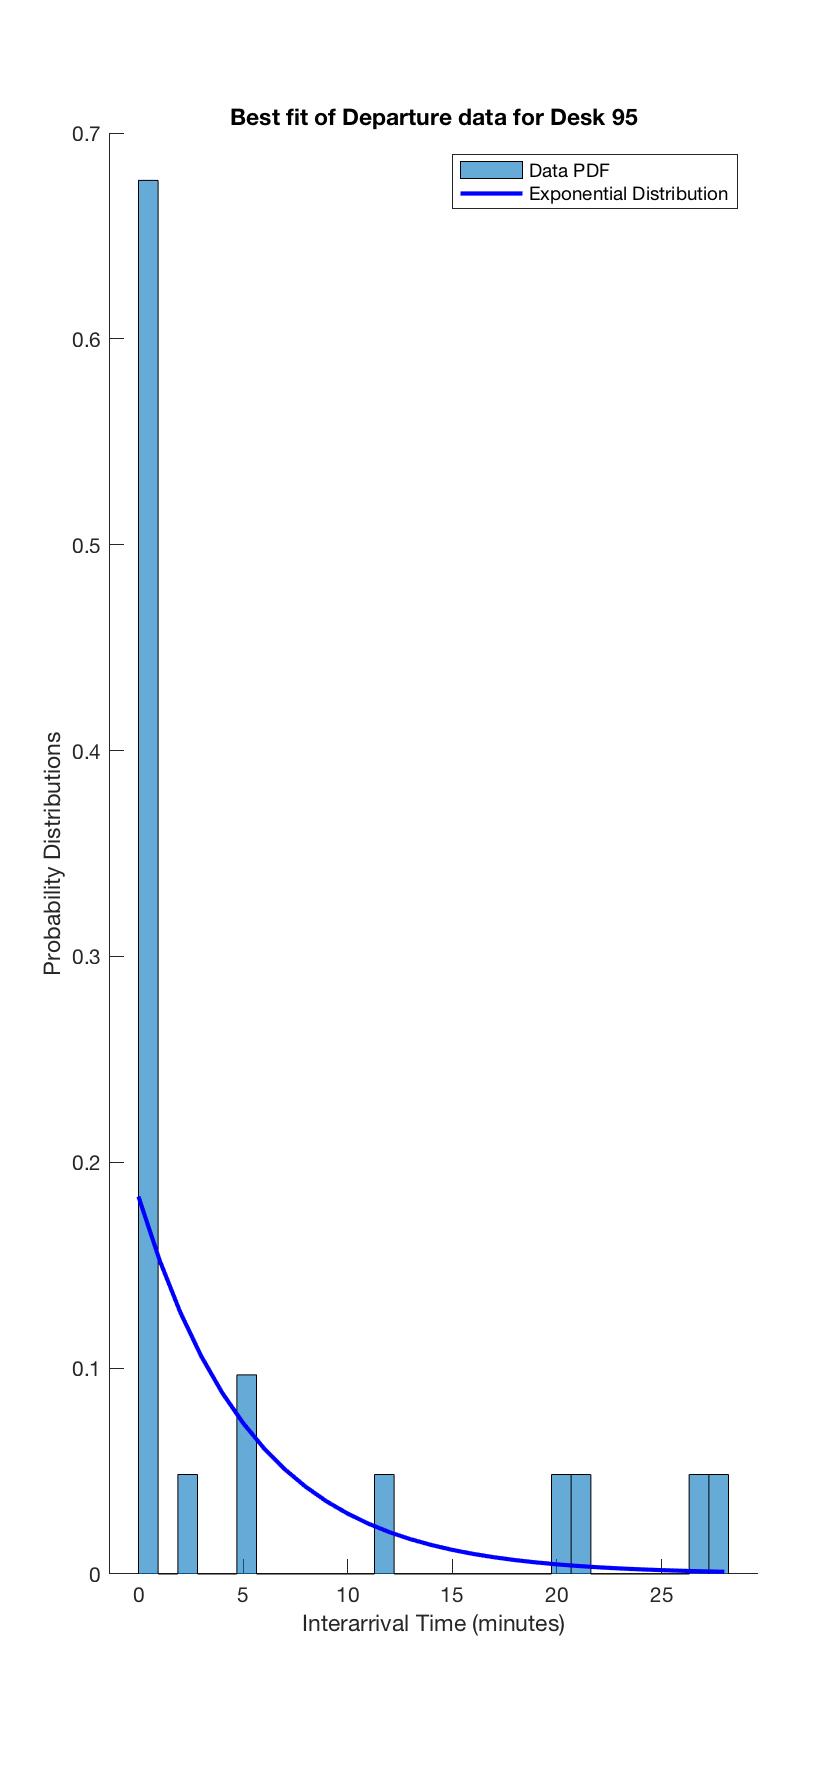 Best fit of Departure data for Desk 95
Data PDF
Exponential Distribution
Probability Distributions
0.7
0.6
0.5
0.4
0.3
0.2
0.1
0
0 5 10 15 20 25
Interarrival Time (minutes)